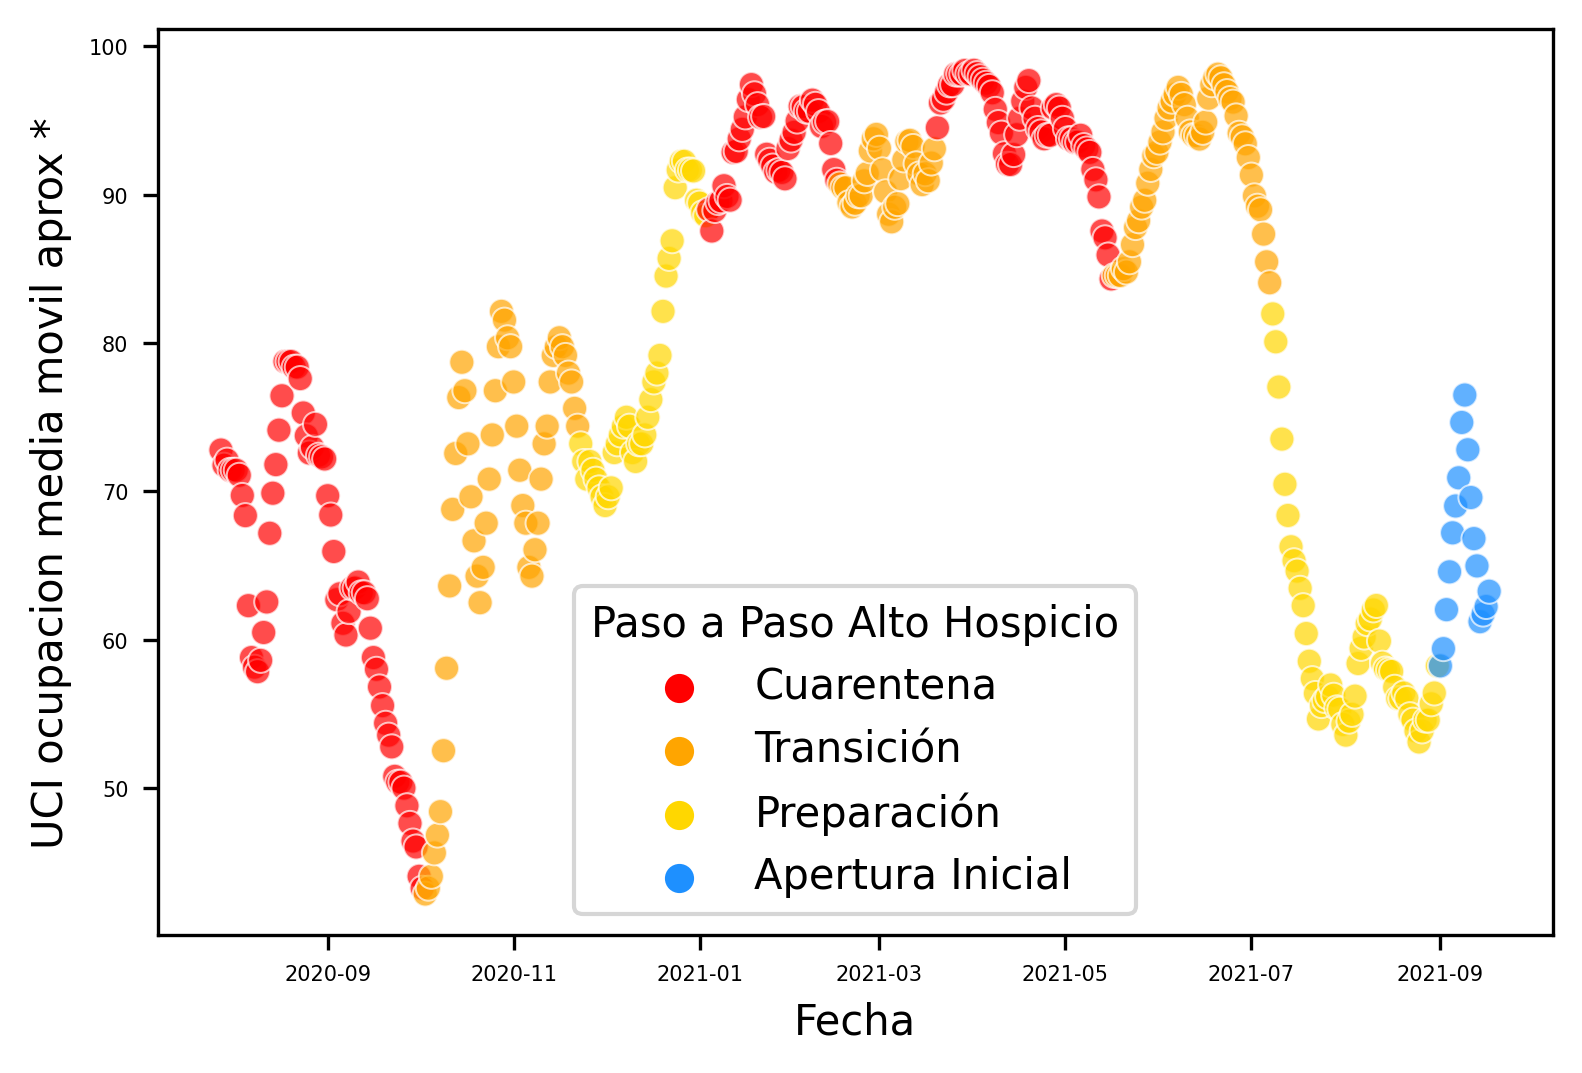 UCI ocupacion media movil aprox *
100
90
80
70
60
50
Paso a Paso Alto Hospicio
Cuarentena
Transición
Preparación
Apertura Inicial
2020-09
2020-11
2021-01
2021-03
2021-05
2021-07
2021-09
Fecha